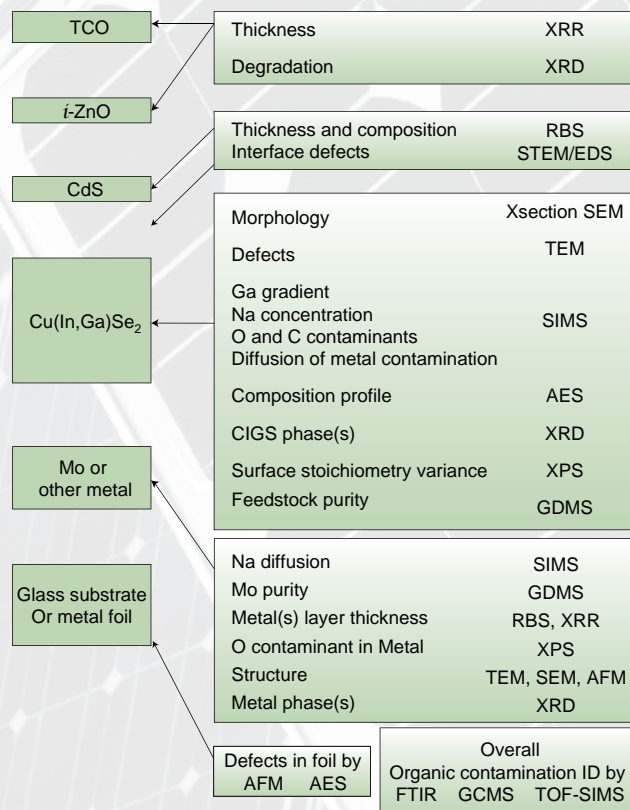 TCO
Thickness XRR
Degradation XRD
i-ZnO
Thickness and composition RBS
Interface defects STEM/EDS
CdS
Morphology Xsection SEM
Defects TEM
Ga gradient
Na concentration
O and C contaminants
Diffusion of metal contamination
SIMS
Cu(In,Ga)Se₂
Composition profile AES
CIGS phase(s) XRD
Surface stoichiometry variance XPS
Feedstock purity GDMS
Mo or
other metal
Na diffusion SIMS
Mo purity GDMS
Metal(s) layer thickness RBS, XRR
O contaminant in Metal XPS
Structure TEM, SEM, AFM
Metal phase(s) XRD
Glass substrate
Or metal foil
Defects in foil by
AFM AES
Overall
Organic contamination ID by
FTIR GCMS TOF-SIMS